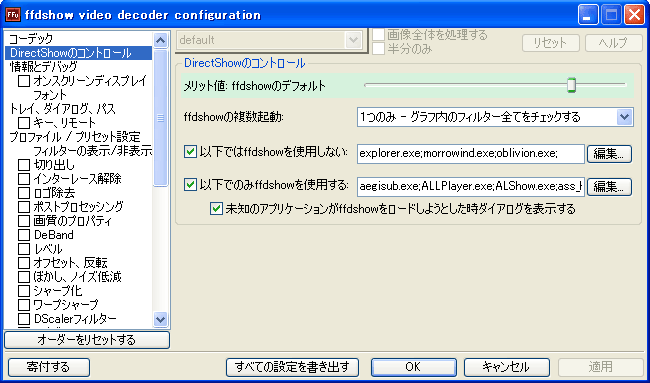 ffdshow video decoder configuration
コーデック
DirectShowのコントロール
情報とデバッグ
オンスクリーンディスプレイ
フォント
トレイ、ダイアログ、パス
キー、リモート
プロファイル / プリセット設定
フィルターの表示/非表示
切り出し
インターレース解除
ロゴ除去
ポストプロセッシング
画質のプロパティ
DeBand
レベル
オフセット、反転
ぼかし、ノイズ低減
シャープ化
ワープシャープ
DScalerフィルター
オーダーをリセットする
default
画像全体を処理する
半分のみ
リセット
ヘルプ
DirectShowのコントロール
メリット値: ffdshowのデフォルト
ffdshowの複数起動:
1つのみ - グラフ内のフィルター全てをチェックする
以下ではffdshowを使用しない:
explorer.exe;morrowind.exe;oblivion.exe;
編集...
以下でのみffdshowを使用する:
aegisub.exe;ALLPlayer.exe;ALShow.exe;ass_
編集...
未知のアプリケーションがffdshowをロードしようとした時ダイアログを表示する
寄付する
すべての設定を書き出す
OK
キャンセル
適用